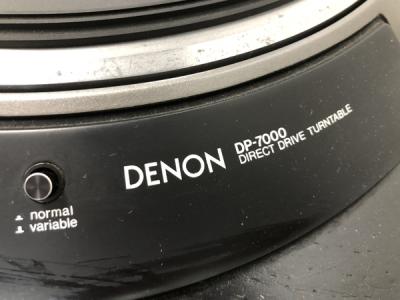 DENON
DP-7000
DIRECT DRIVE TURNTABLE
normal
variable